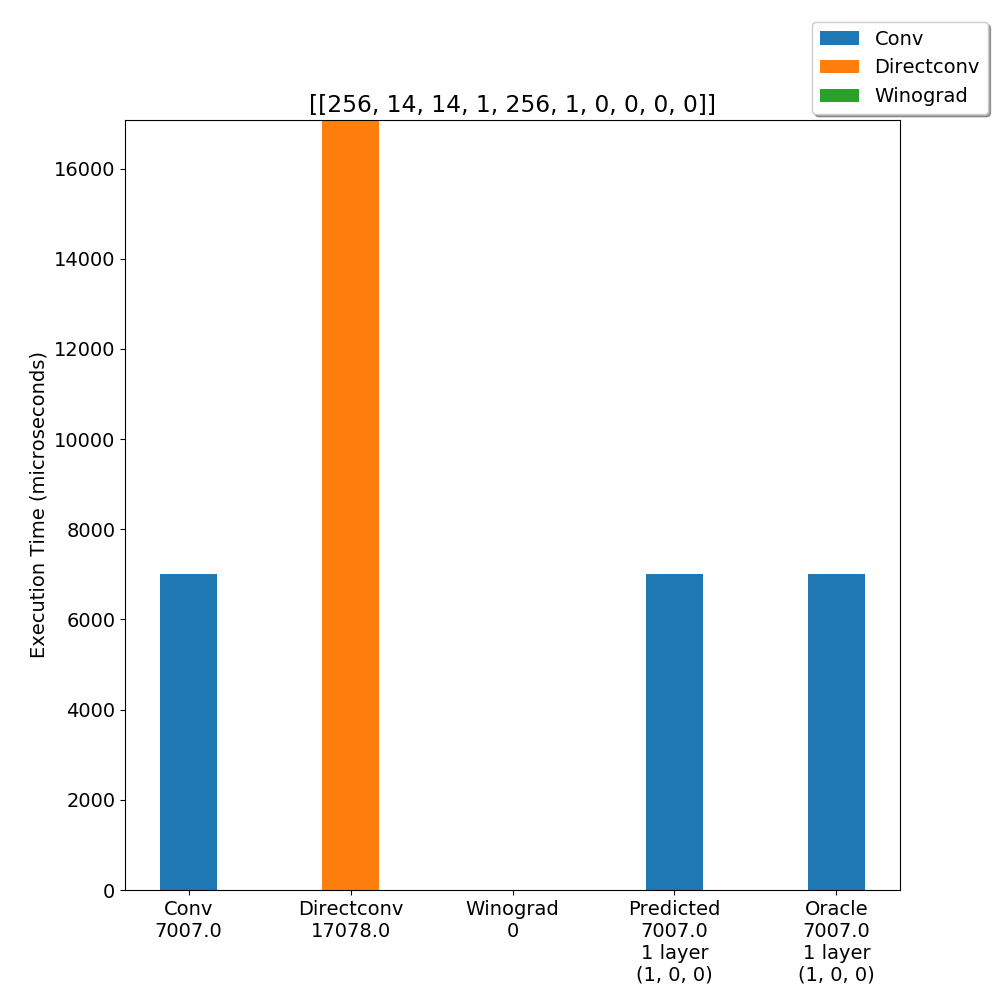 Conv
Directconv
Winograd
[[256, 14, 14, 1, 256, 1, 0, 0, 0, 0]]
Execution Time (microseconds)
16000
14000
12000
10000
8000
6000
4000
2000
0
Conv
7007.0
Directconv
17078.0
Winograd
0
Predicted
7007.0
1 layer
(1, 0, 0)
Oracle
7007.0
1 layer
(1, 0, 0)